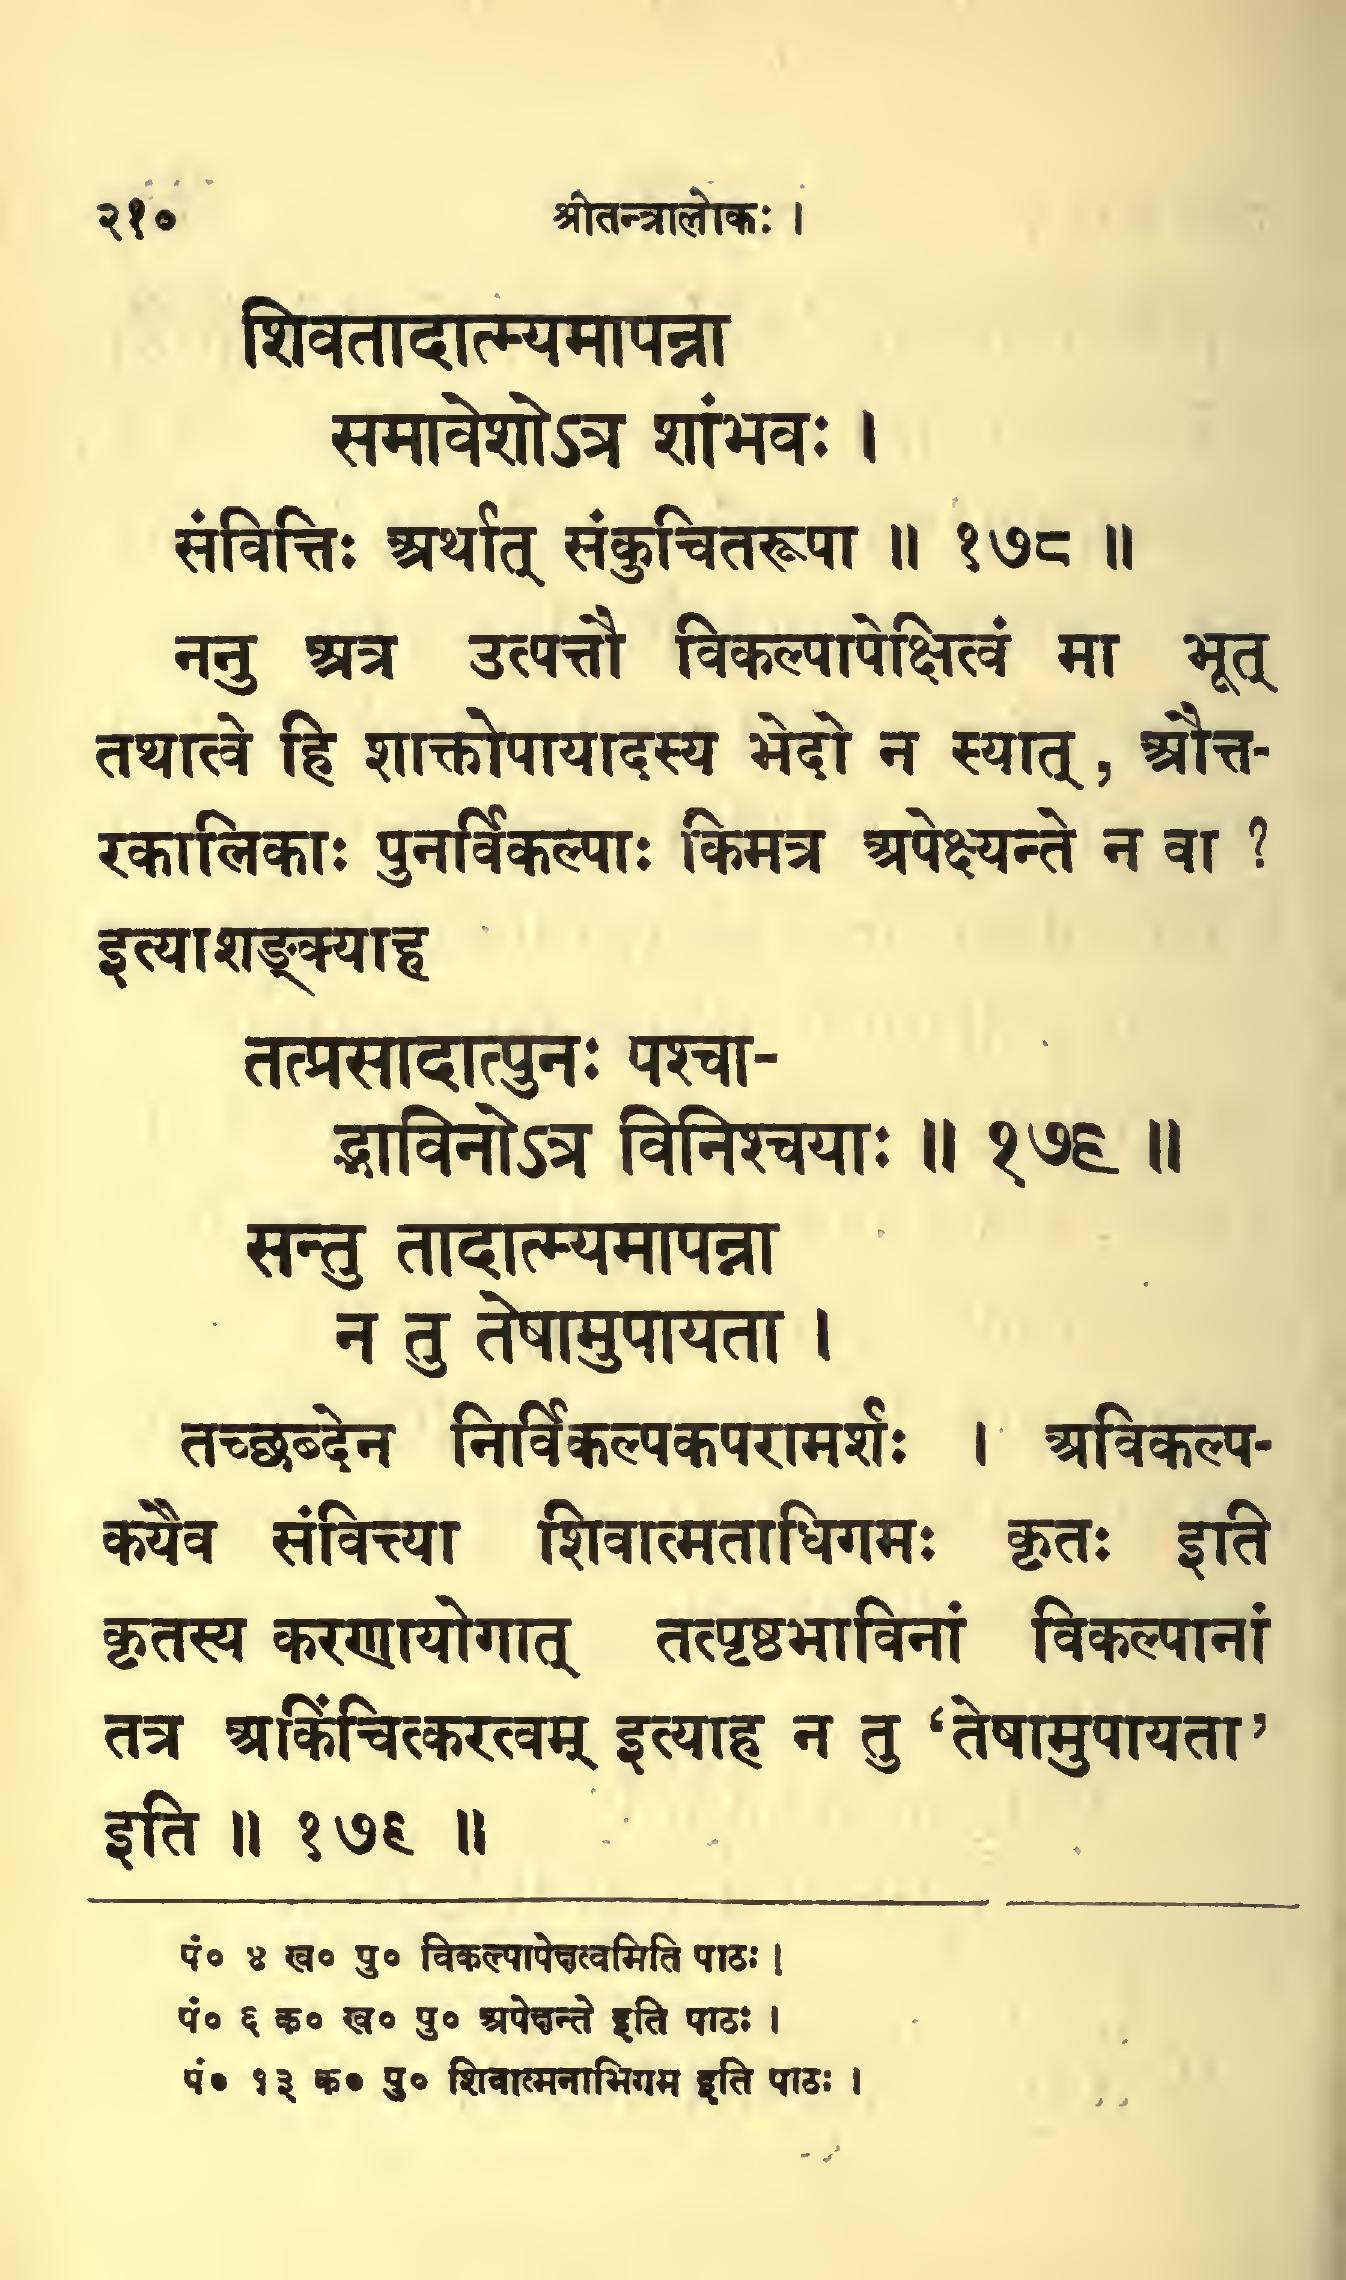 २१० श्रीतन्त्रालोकः ।
शिवतादात्म्यमापन्ना
समावेशोऽत्र शांभवः ।
संवित्तिः अर्थात् संकुचितरूपा ॥ १७८ ॥
ननु अत्र उत्पत्तौ विकल्पापेक्षित्वं मा भूत्
तथात्वे हि शाक्तोपायादस्य भेदो न स्यात् , औत्त-
रकालिकाः पुनर्विकल्पाः किमत्र अपेक्ष्यन्ते न वा ?
इत्याशङ्क्याह
तत्प्रसादात्पुनः पश्चा-
द्भाविनोऽत्र विनिश्चयाः ॥ १७९ ॥
सन्तु तादात्म्यमापन्ना
न तु तेषामुपायता ।
तच्छब्देन निर्विकल्पकपरामर्शः । अविकल्प-
कयैव संवित्त्या शिवात्मताधिगमः कृतः इति
कृतस्य करणायोगात् तत्पृष्ठभाविनां विकल्पानां
तत्र अकिंचित्करत्वम् इत्याह न तु ‘तेषामुपायता’
इति ॥ १७९ ॥
पं० ४ ख० पु० विकल्पापेक्षत्वमिति पाठः ।
पं० ६ क० ख० पु० अपेक्षन्ते इति पाठः ।
पं० १३ क० पु० शिवात्मनाभिगम इति पाठः ।